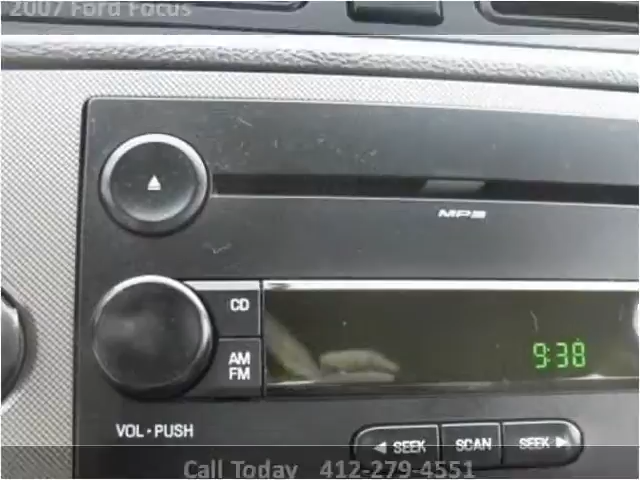 2007 Ford Focus
MP3
CD
AM
FM
9:38
VOL • PUSH
◀ SEEK
SCAN
SEEK ▶
Call Today 412-279-4551